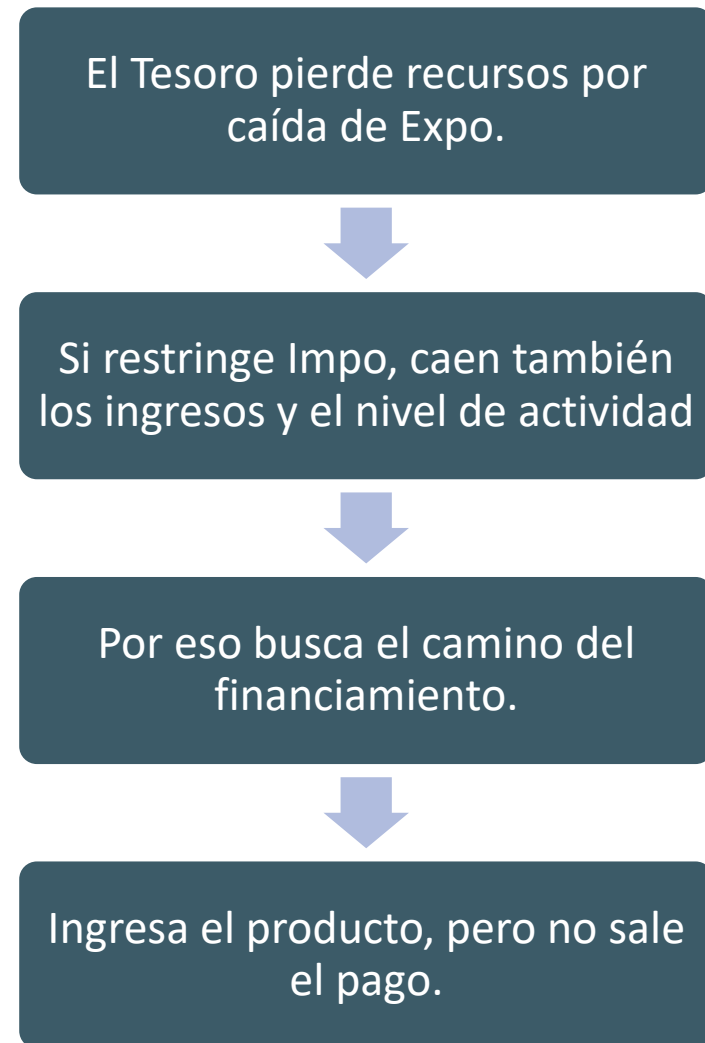 El Tesoro pierde recursos por
caída de Expo.
Si restringe Impo, caen también
los ingresos y el nivel de actividad
Por eso busca el camino del
financiamiento.
Ingresa el producto, pero no sale
el pago.